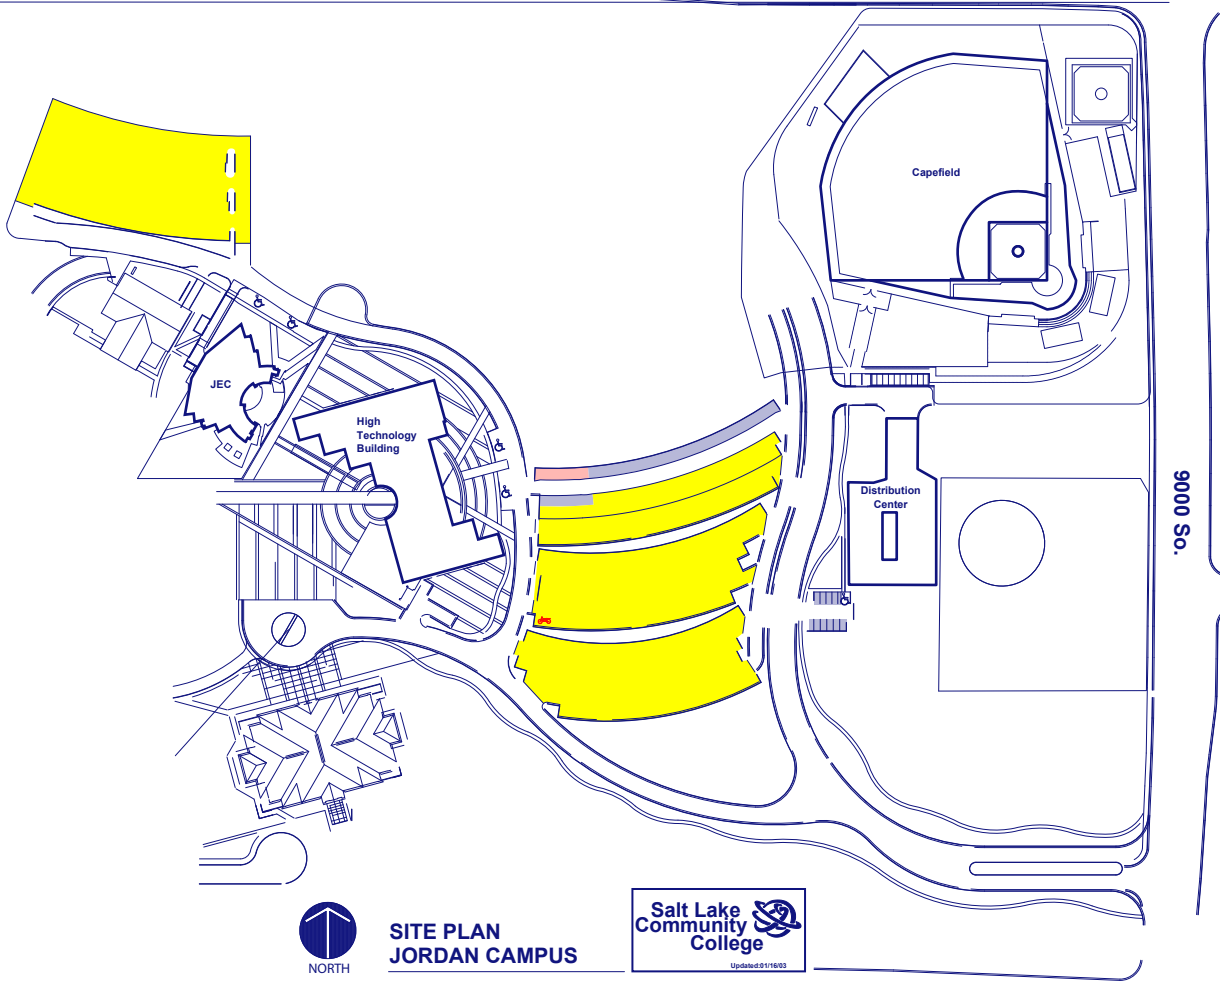 Capefield
JEC
High
Technology
Building
Distribution
Center
9000 So.
NORTH
SITE PLAN
JORDAN CAMPUS
Salt Lake
Community
College
Updated:01/16/03